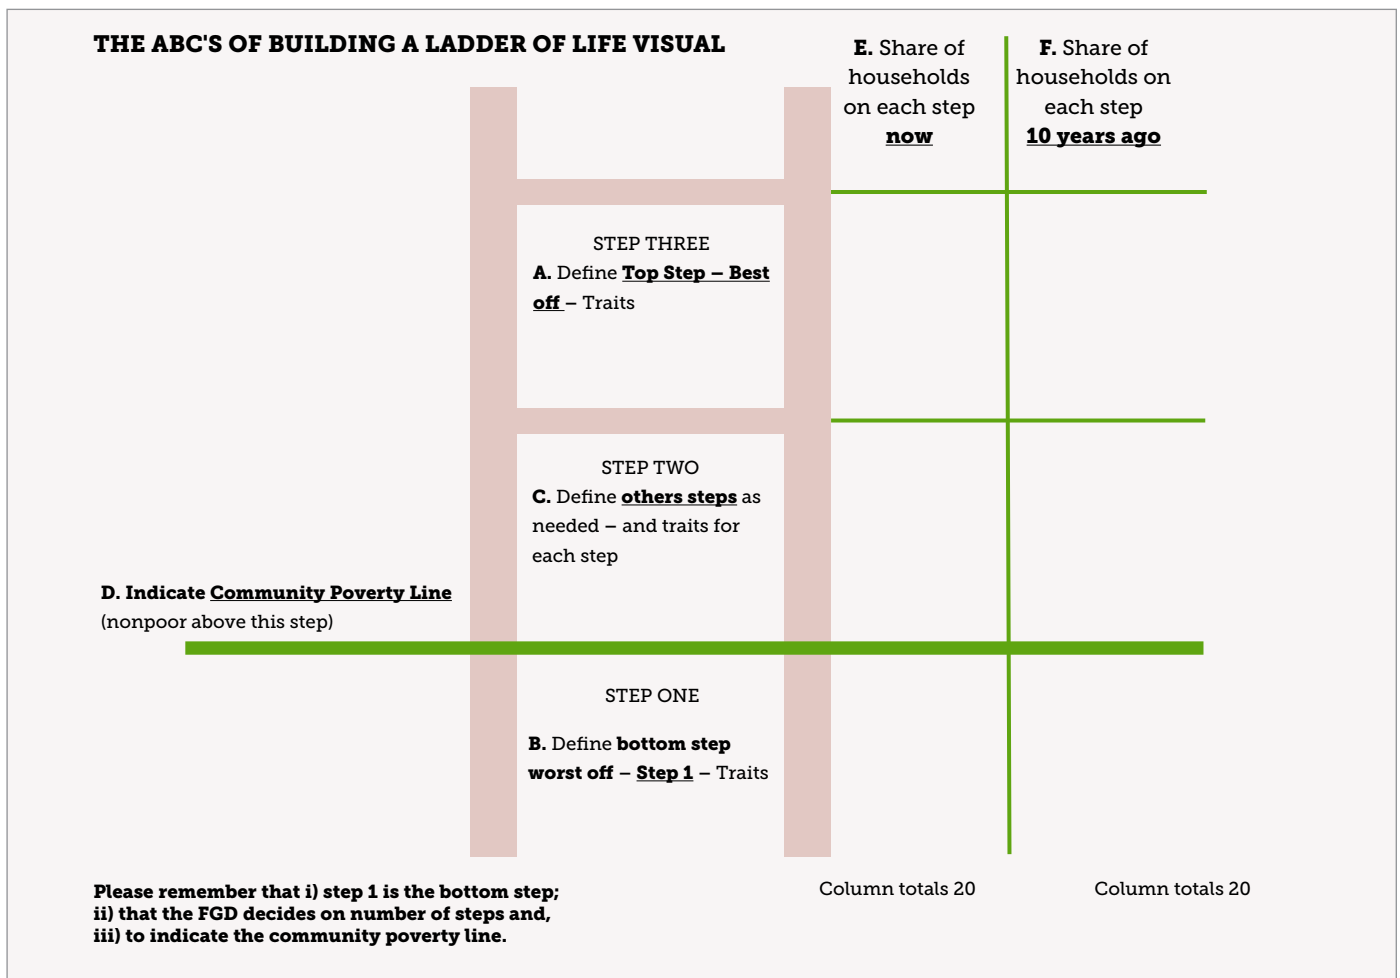 THE ABC'S OF BUILDING A LADDER OF LIFE VISUAL
E. Share of
households
on each step
now
F. Share of
households on
each step
10 years ago
STEP THREE
A. Define Top Step – Best
off – Traits
STEP TWO
C. Define others steps as
needed – and traits for
each step
D. Indicate Community Poverty Line
(nonpoor above this step)
STEP ONE
B. Define bottom step
worst off – Step 1 – Traits
Column totals 20
Column totals 20
Please remember that i) step 1 is the bottom step;
ii) that the FGD decides on number of steps and,
iii) to indicate the community poverty line.